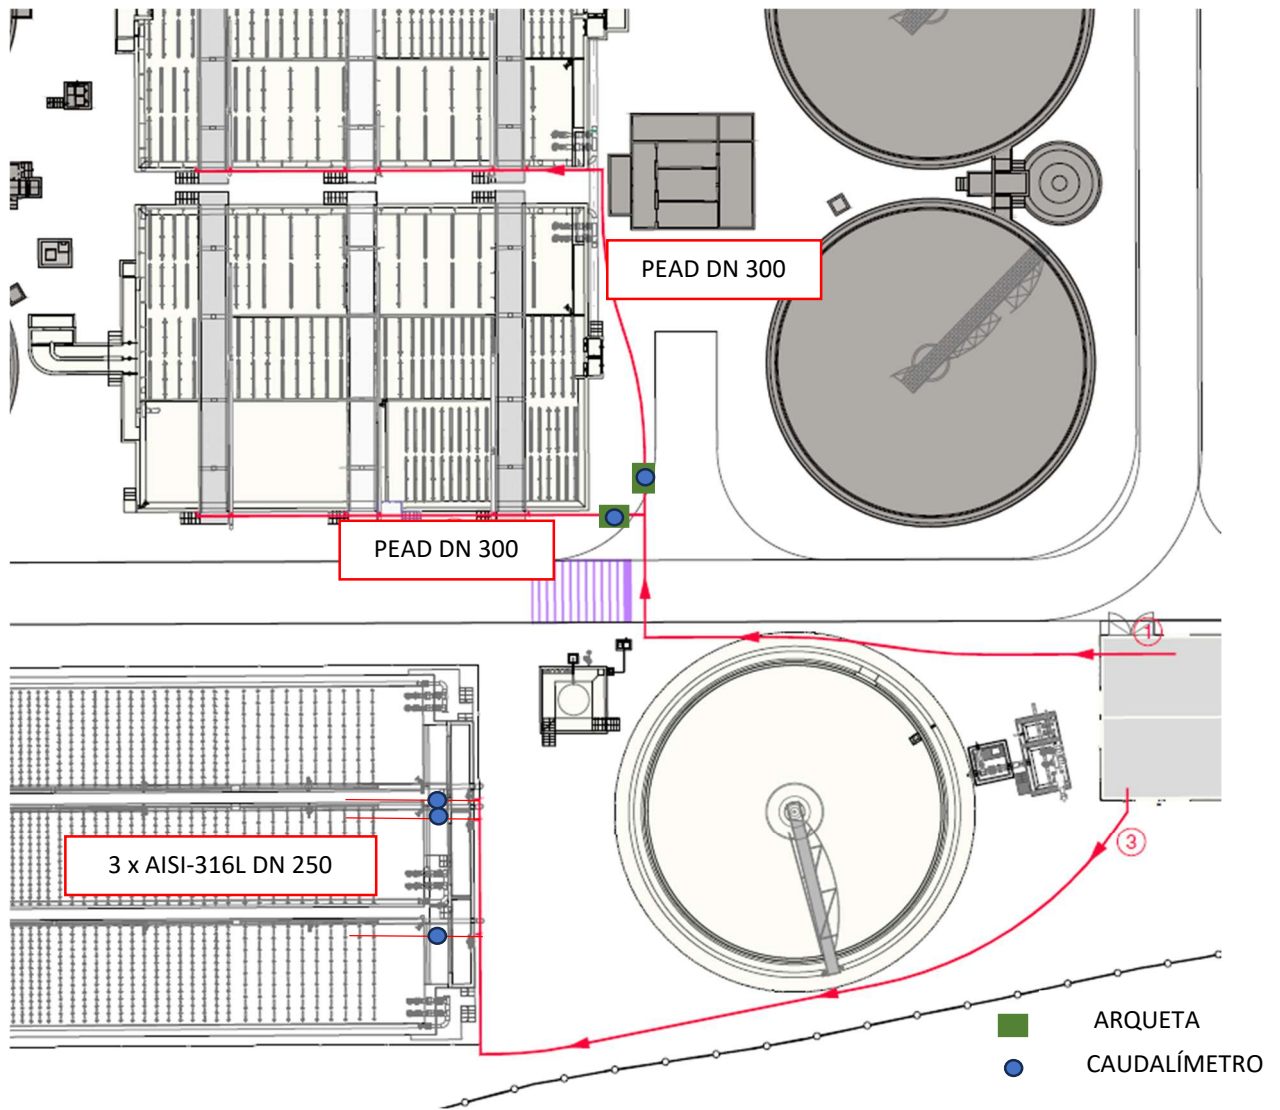 PEAD DN 300
PEAD DN 300
1
3 x AISI-316L DN 250
3
ARQUETA
CAUDALÍMETRO